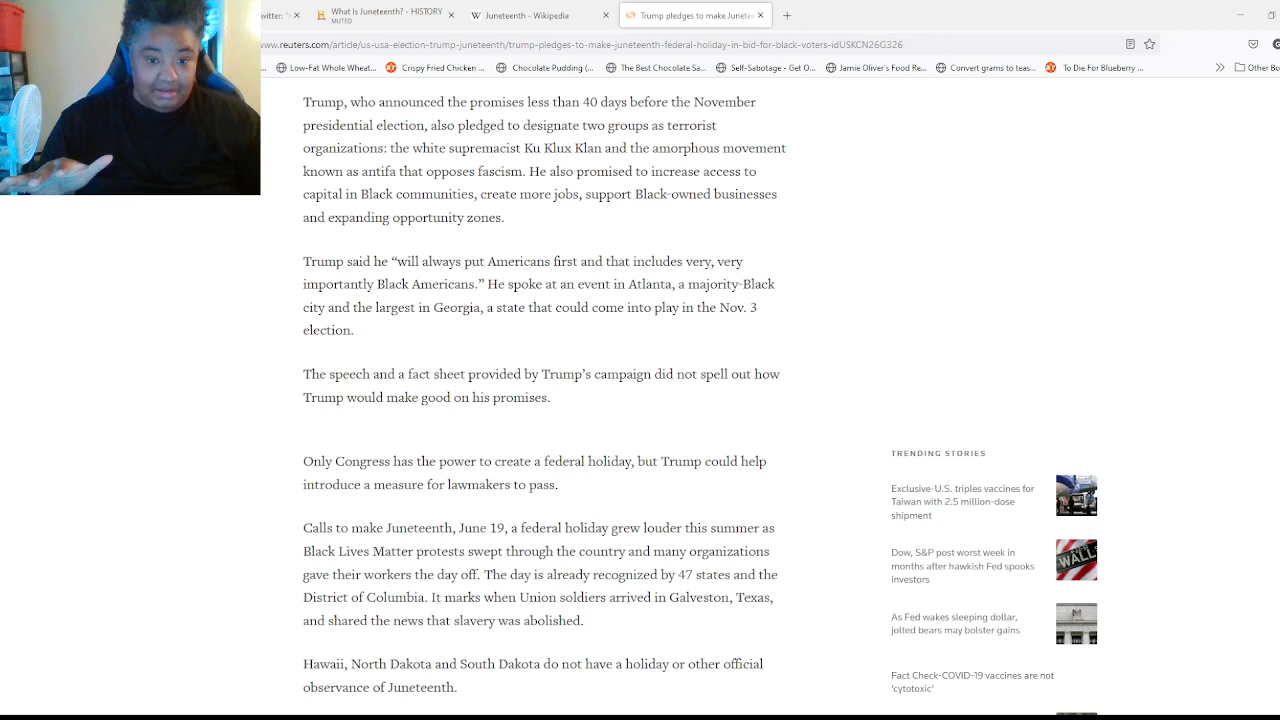 witter: "I
What Is Juneteenth? - HISTORY
MUTED
Juneteenth - Wikipedia
Trump pledges to make Junetee
www.reuters.com/article/us-usa-election-trump-juneteenth/trump-pledges-to-make-juneteenth-federal-holiday-in-bid-for-black-voters-idUSKCN26G326
Low-Fat Whole Wheat...
Crispy Fried Chicken ...
Chocolate Pudding (...
The Best Chocolate Sa...
Self-Sabotage - Get O...
Jamie Oliver's Food Re...
Convert grams to teas...
To Die For Blueberry ...
Other Bo
Trump, who announced the promises less than 40 days before the November
presidential election, also pledged to designate two groups as terrorist
organizations: the white supremacist Ku Klux Klan and the amorphous movement
known as antifa that opposes fascism. He also promised to increase access to
capital in Black communities, create more jobs, support Black-owned businesses
and expanding opportunity zones.
Trump said he “will always put Americans first and that includes very, very
importantly Black Americans.” He spoke at an event in Atlanta, a majority-Black
city and the largest in Georgia, a state that could come into play in the Nov. 3
election.
The speech and a fact sheet provided by Trump’s campaign did not spell out how
Trump would make good on his promises.
Only Congress has the power to create a federal holiday, but Trump could help
introduce a measure for lawmakers to pass.
Calls to make Juneteenth, June 19, a federal holiday grew louder this summer as
Black Lives Matter protests swept through the country and many organizations
gave their workers the day off. The day is already recognized by 47 states and the
District of Columbia. It marks when Union soldiers arrived in Galveston, Texas,
and shared the news that slavery was abolished.
Hawaii, North Dakota and South Dakota do not have a holiday or other official
observance of Juneteenth.
TRENDING STORIES
Exclusive-U.S. triples vaccines for
Taiwan with 2.5 million-dose
shipment
Dow, S&P post worst week in
months after hawkish Fed spooks
investors
WALL
As Fed wakes sleeping dollar,
jolted bears may bolster gains
Fact Check-COVID-19 vaccines are not
‘cytotoxic’